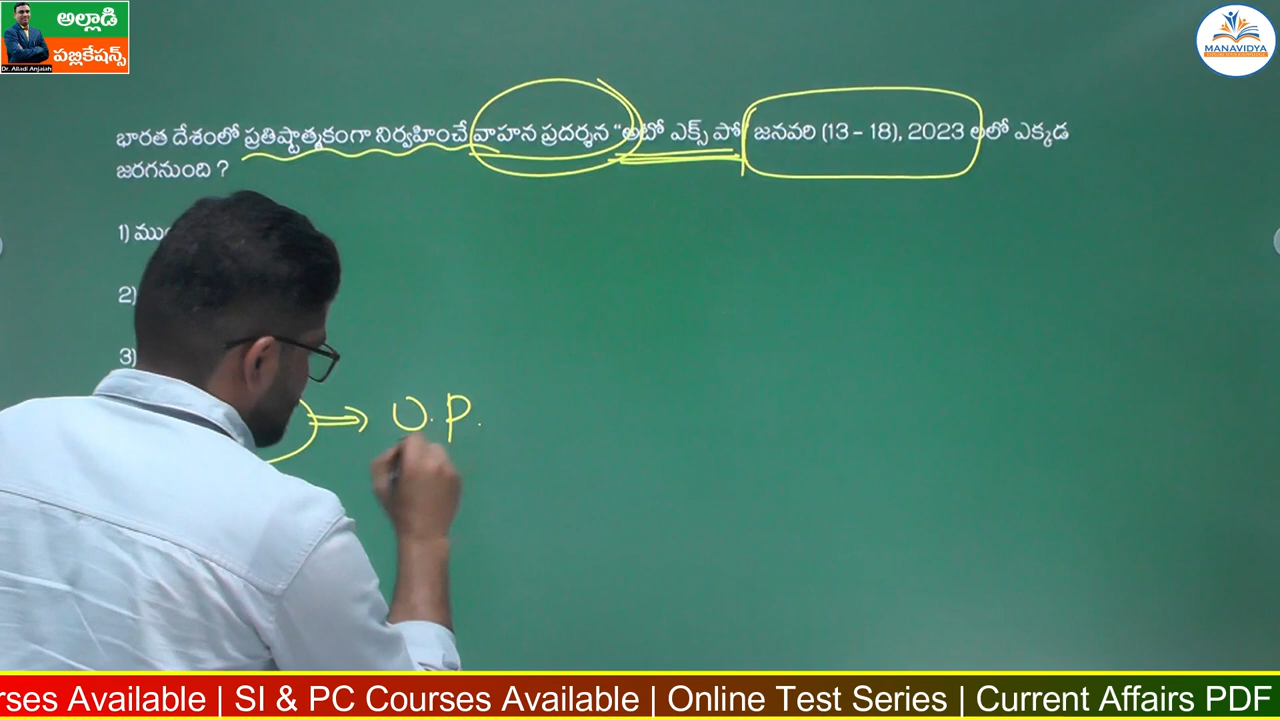 అల్లాడి
పబ్లికేషన్స్
Dr. Alladi Anjaiah
MANAVIDYA
భారత దేశంలో ప్రతిష్టాత్మకంగా నిర్వహించే వాహన ప్రదర్శన “అటో ఎక్స్ పో” జనవరి (13 – 18), 2023 లలో ఎక్కడ
జరగనుంది ?
1)
2)
3)
U.P.
rses Available | SI & PC Courses Available | Online Test Series | Current Affairs PDF